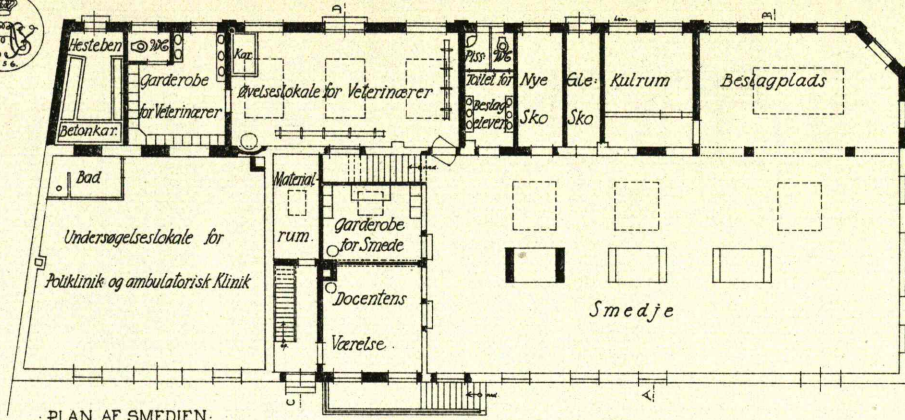 Hesteben
Betonkar.
WC
Garderobe
for Veterinærer
Kar
Øvelseslokale for Veterinærer
D
Piss.
WC
Toilet for
Beslag
elever
Nye
Sko
Gle:
Sko
Kulrum
B
Beslagplads
Bad
Undersøgelseslokale for
Poliklinik og ambulatorisk Klinik
Material
rum.
Garderobe
for Smede
Docentens
Værelse.
Smedje
C
A
PLAN AF SMEDIEN.